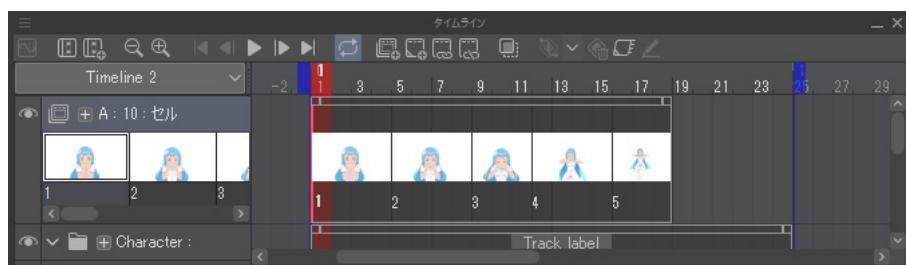 タイムライン
Timeline 2
-2 1 1 3 5 7 9 11 13 15 17 19 21 23 1 25 27 29
A : 10 : セル
1 2 3
1 2 3 4 5
Character :
Track label